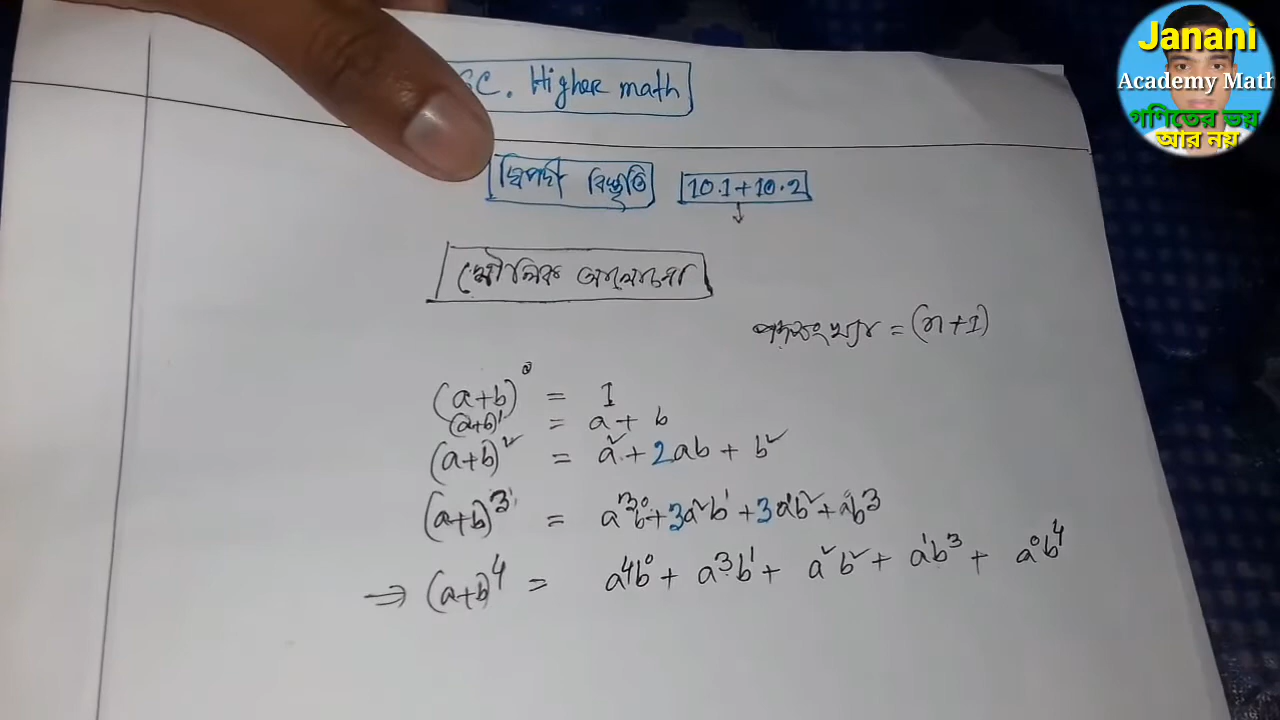 Janani
Academy Math
গণিতের ভয়
আর নয়
SC. Higher math
দ্বিপদী বিস্তৃতি 10.1+10.2
মৌলিক আলোচনা
পদসংখ্যা = (n+1)
(a+b)⁰ = 1
(a+b)¹ = a + b
(a+b)² = a² + 2ab + b²
(a+b)³ = a³b⁰ + 3a²b¹ + 3a¹b² + a⁰b³
⇒ (a+b)⁴ = a⁴b⁰ + a³b¹ + a²b² + a¹b³ + a⁰b⁴